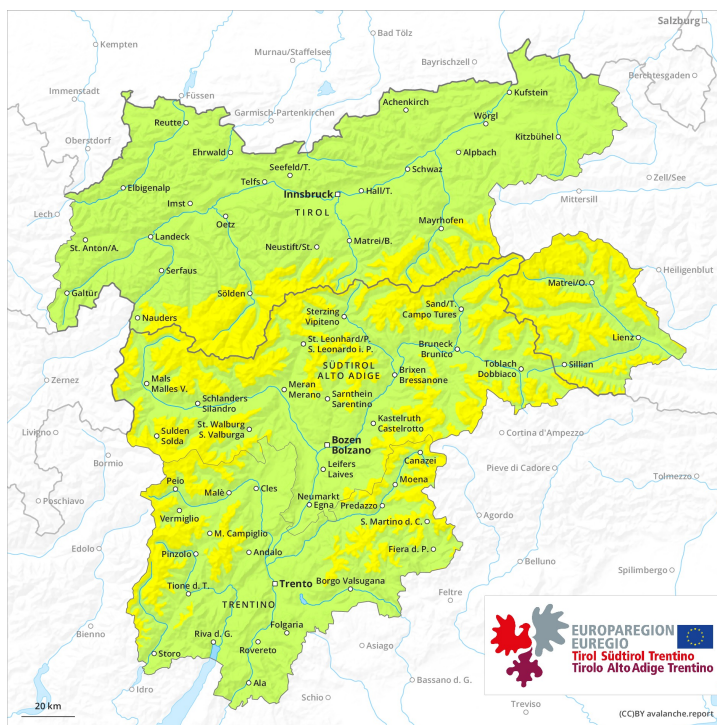 Salzburg
Kempten
Bad Tölz
Murnau/Staffelsee
Bayrischzell
Berchtesgaden
Immenstadt
Füssen
Garmisch-Partenkirchen
Achenkirch
Kufstein
Reutte
Wörgl
Oberstdorf
Ehrwald
Kitzbühel
Seefeld/T.
Alpbach
Schwaz
Telfs
Elbigenalp
Innsbruck
Hall/T.
Zell/See
Imst
TIROL
Mittersill
Lech
Oetz
Mayrhofen
St. Anton/A.
Landeck
Neustift/St.
Matrei/B.
Serfaus
Heiligenblut
Galtür
Sölden
Matrei/O.
Nauders
Sterzing
Vipiteno
Sand/T.
Campo Tures
Lienz
St. Leonhard/P.
S. Leonardo i. P.
Bruneck
Brunico
Toblach
Dobbiaco
Sillian
SÜDTIROL
ALTO ADIGE
Brixen
Bressanone
Zernez
Mals
Malles V.
Meran
Merano
Schlanders
Silandro
Sarnthein
Sarentino
Kastelruth
Castelrotto
St. Walburg
S. Valburga
Livigno
Sulden
Solda
Cortina d'Ampezzo
Bozen
Bolzano
Bormio
Canazei
Pieve di Cadore
Leifers
Laives
Tolmezzo
Peio
Moena
Malè
Cles
Poschiavo
Neumarkt
Egna
Predazzo
Agordo
Vermiglio
S. Martino d. C.
M. Campiglio
Edolo
Pinzolo
Andalo
Fiera d. P.
Belluno
Spilimbergo
Tione d. T.
Trento
Borgo Valsugana
Feltre
TRENTINO
Folgaria
Bienno
Riva d. G.
Storo
Rovereto
Asiago
EUROPAREGION
EUREGIO
Tirol Südtirol Trentino
Tirolo Alto Adige Trentino
Idro
Ala
Bassano d. G.
Schio
20 km
Treviso
(CC)BY avalanche.report